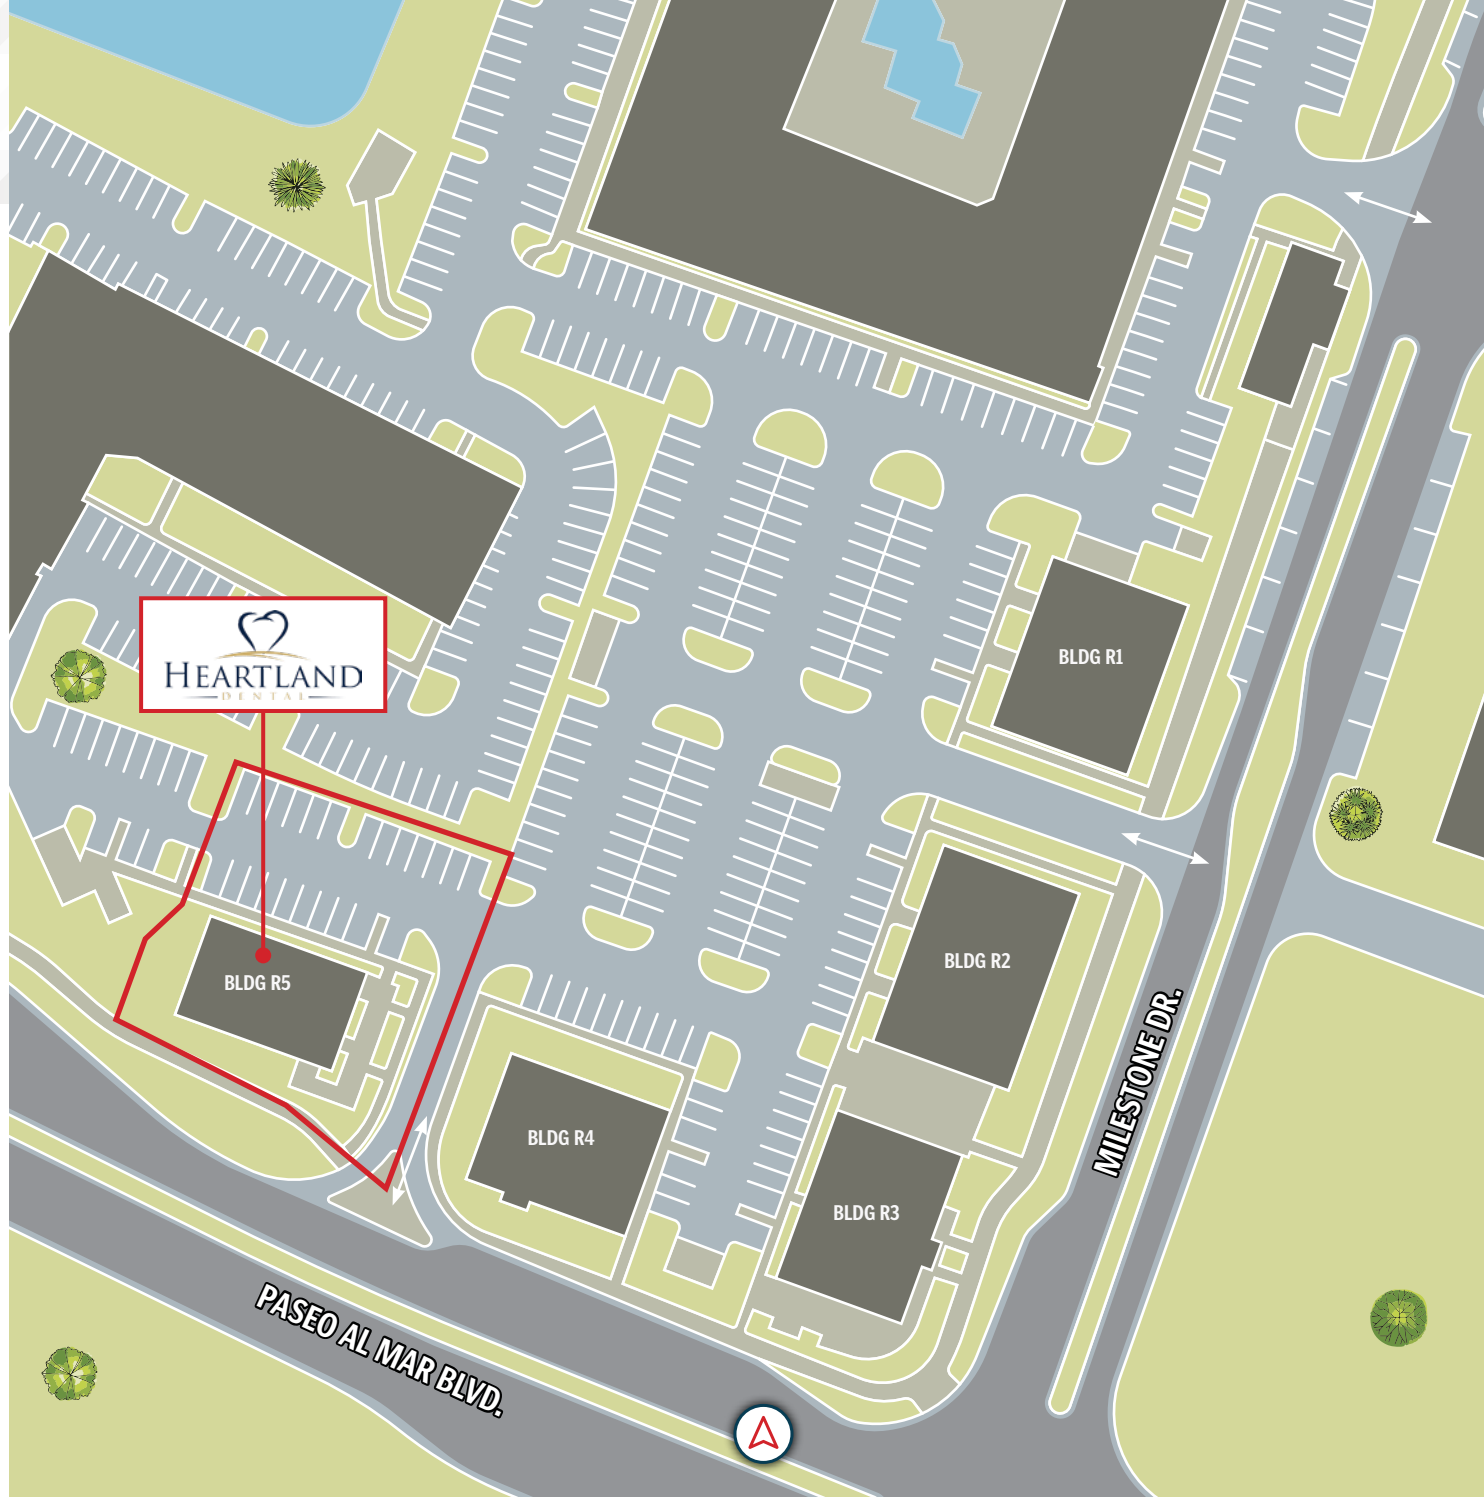 BLDG R1
HEARTLAND
DENTAL
BLDG R2
BLDG R5
BLDG R4
BLDG R3
MILESTONE DR.
PASEO AL MAR BLVD.